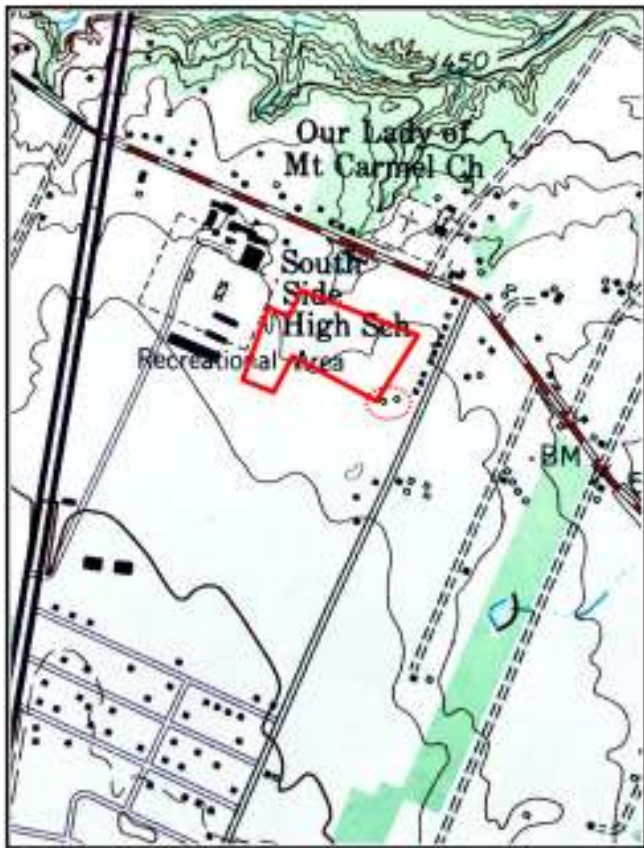 1450
Our Lady of
Mt Carmel Ch
South
Side
High Sch
Recreational Area
BM